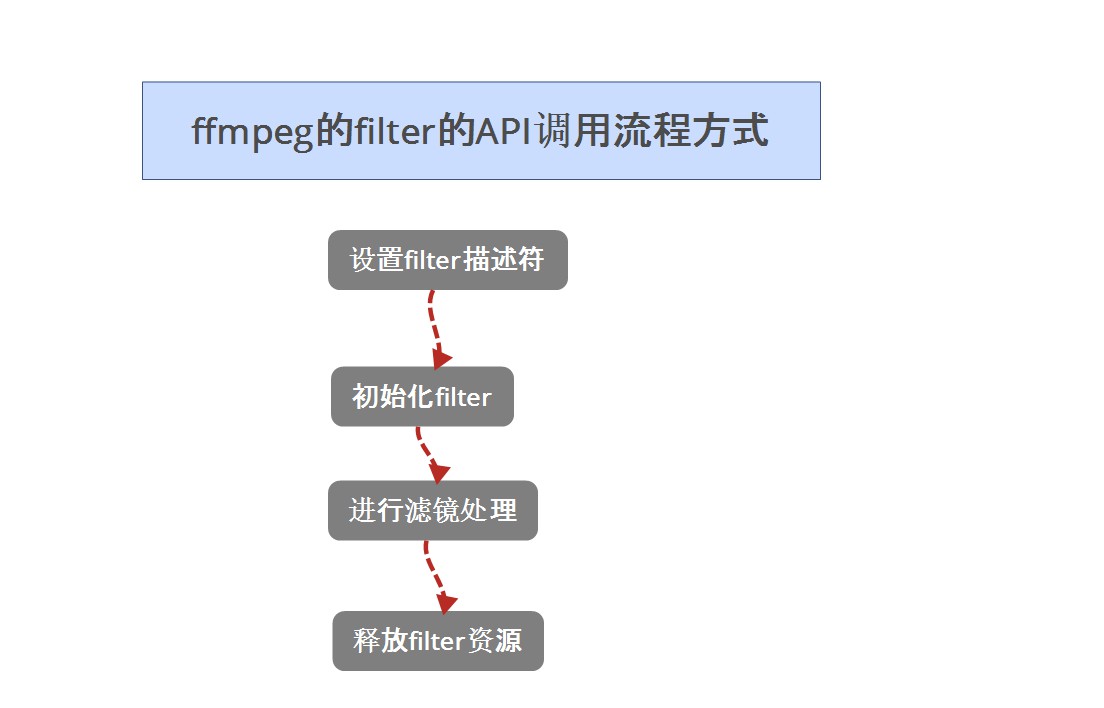 ffmpeg的filter的API调用流程方式
设置filter描述符
初始化filter
进行滤镜处理
释放filter资源